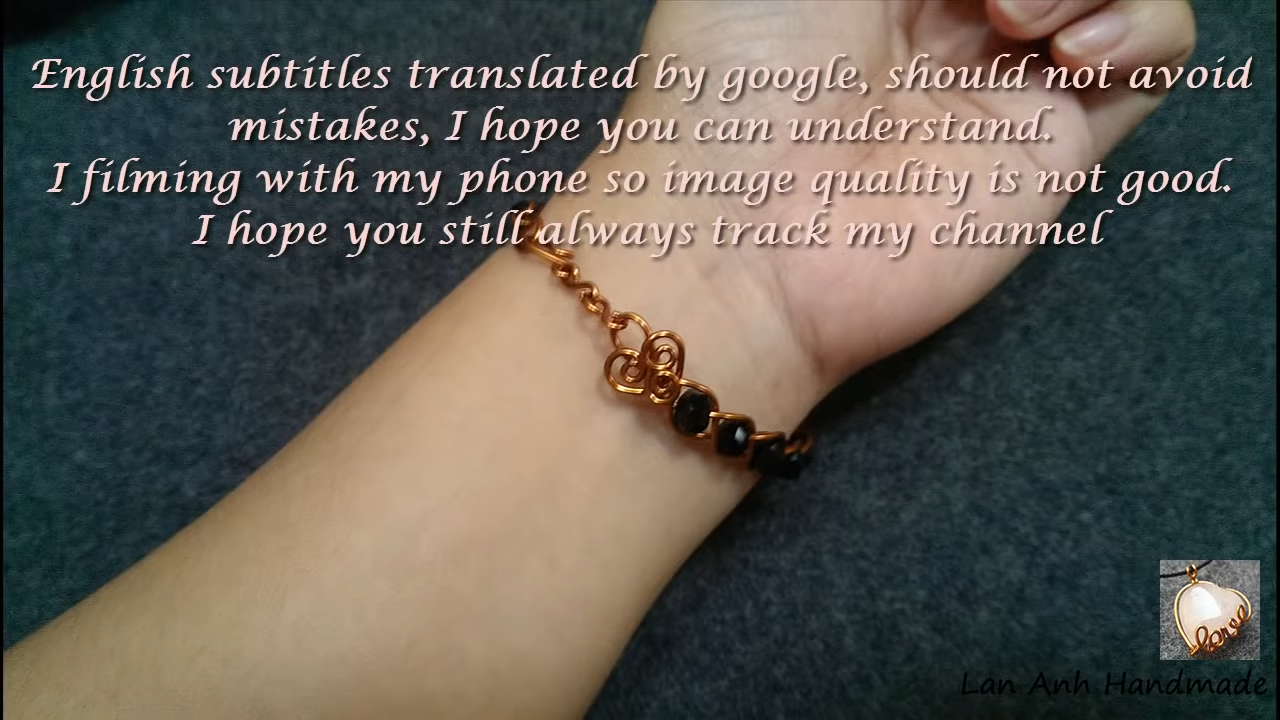 English subtitles translated by google, should not avoid
mistakes, I hope you can understand.
I filming with my phone so image quality is not good.
I hope you still always track my channel
love
Lan Anh Handmade